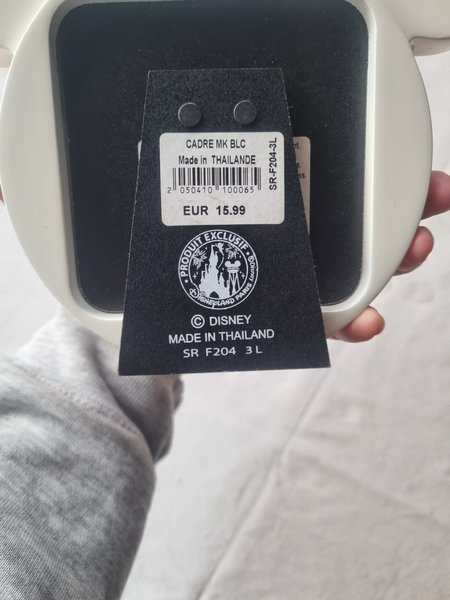 CADRE MK BLC
Made in THAILANDE
2 050410 100065
EUR 15.99
SR-F204-3L
PRODUIT EXCLUSIF
DISNEYLAND PARIS
© DISNEY
MADE IN THAILAND
SR F204 3L